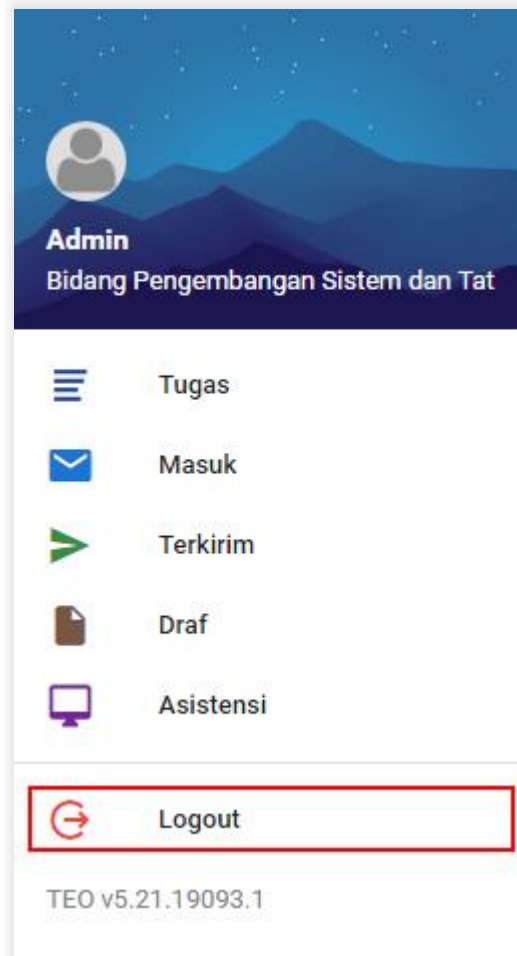 Admin
Bidang Pengembangan Sistem dan Tat
Tugas
Masuk
Terkirim
Draf
Asistensi
Logout
TEO v5.21.19093.1